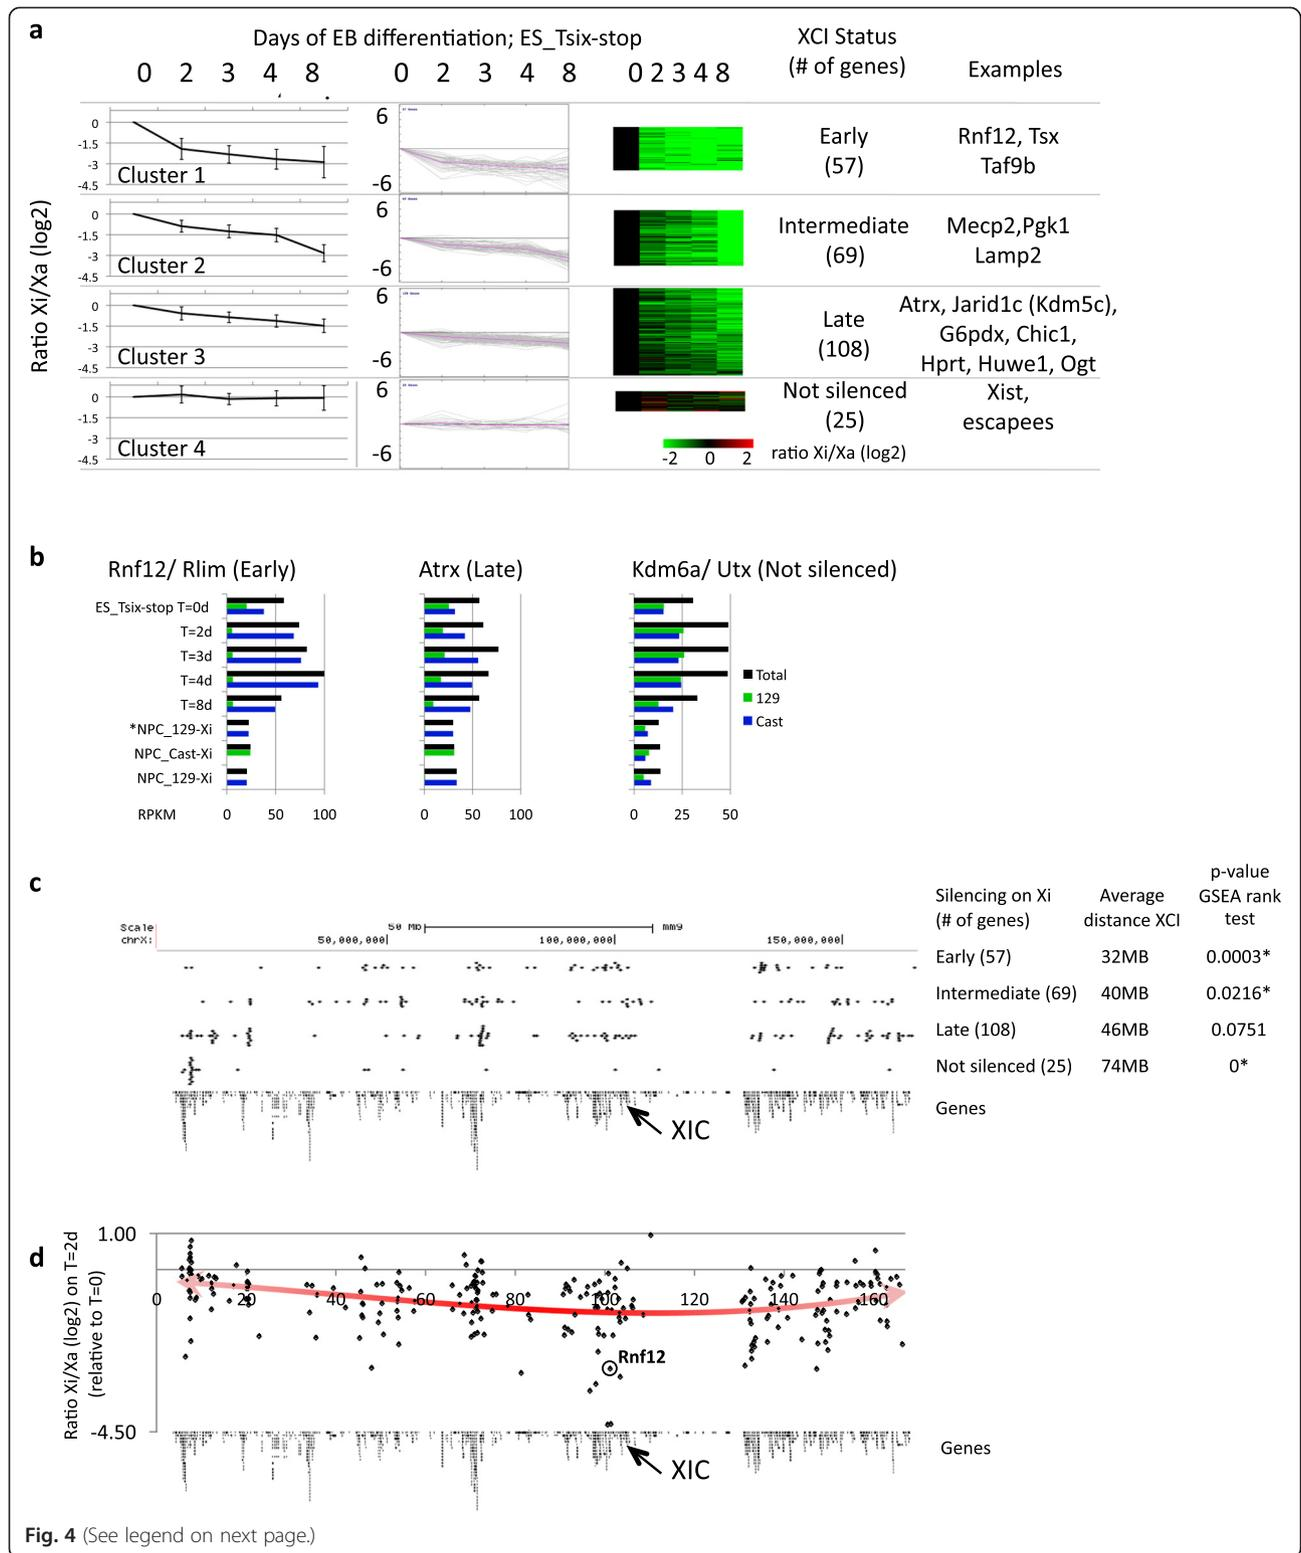 a
Days of EB differentiation; ES_Tsix-stop
XCI Status
(# of genes)
Examples
0 2 3 4 8
0 2 3 4 8
0 2 3 4 8
Ratio Xi/Xa (log2)
0
-1.5
-3
-4.5
Cluster 1
6
-6
Early
(57)
Rnf12, Tsx
Taf9b
0
-1.5
-3
-4.5
Cluster 2
6
-6
Intermediate
(69)
Mecp2,Pgk1
Lamp2
0
-1.5
-3
-4.5
Cluster 3
6
-6
Late
(108)
Atrx, Jarid1c (Kdm5c),
G6pdx, Chic1,
Hprt, Huwe1, Ogt
0
-1.5
-3
-4.5
Cluster 4
6
-6
Not silenced
(25)
Xist,
escapees
-2 0 2 ratio Xi/Xa (log2)
b
Rnf12/ Rlim (Early)
Atrx (Late)
Kdm6a/ Utx (Not silenced)
ES_Tsix-stop T=0d
T=2d
T=3d
T=4d
T=8d
*NPC_129-Xi
NPC_Cast-Xi
NPC_129-Xi
Total
129
Cast
RPKM
0 50 100
0 50 100
0 25 50
c
Silencing on Xi
(# of genes)
Average
distance XCI
p-value
GSEA rank
test
Scale
chrX:
50 Mb
mm9
50,000,000
100,000,000
150,000,000
Early (57) 32MB 0.0003*
Intermediate (69) 40MB 0.0216*
Late (108) 46MB 0.0751
Not silenced (25) 74MB 0*
Genes
XIC
d
Ratio Xi/Xa (log2) on T=2d
(relative to T=0)
1.00
0 20 40 60 80 100 120 140 160
Rnf12
-4.50
XIC
Genes
Fig. 4 (See legend on next page.)